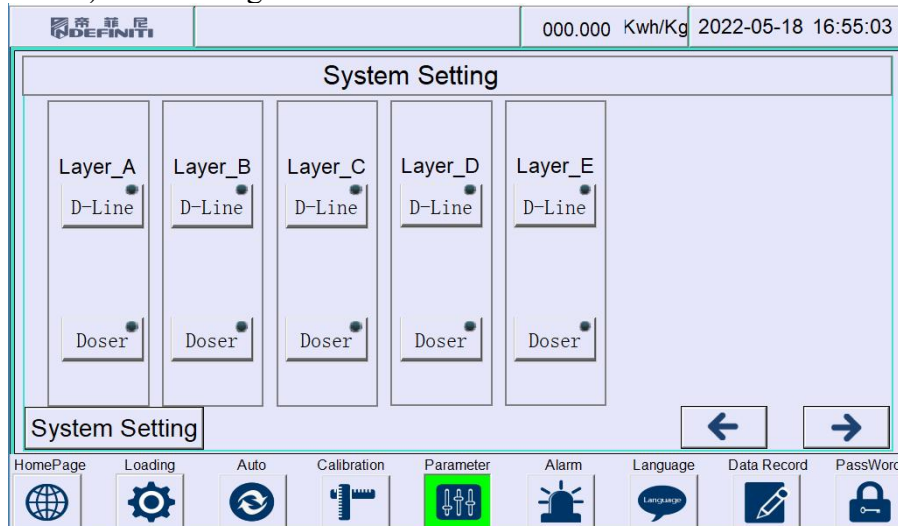 帝菲尼
DEFINITI
000.000 Kwh/Kg 2022-05-18 16:55:03
System Setting
Layer_A Layer_B Layer_C Layer_D Layer_E
D-Line D-Line D-Line D-Line D-Line
Doser Doser Doser Doser Doser
System Setting
HomePage Loading Auto Calibration Parameter Alarm Language Data Record PassWord
Language